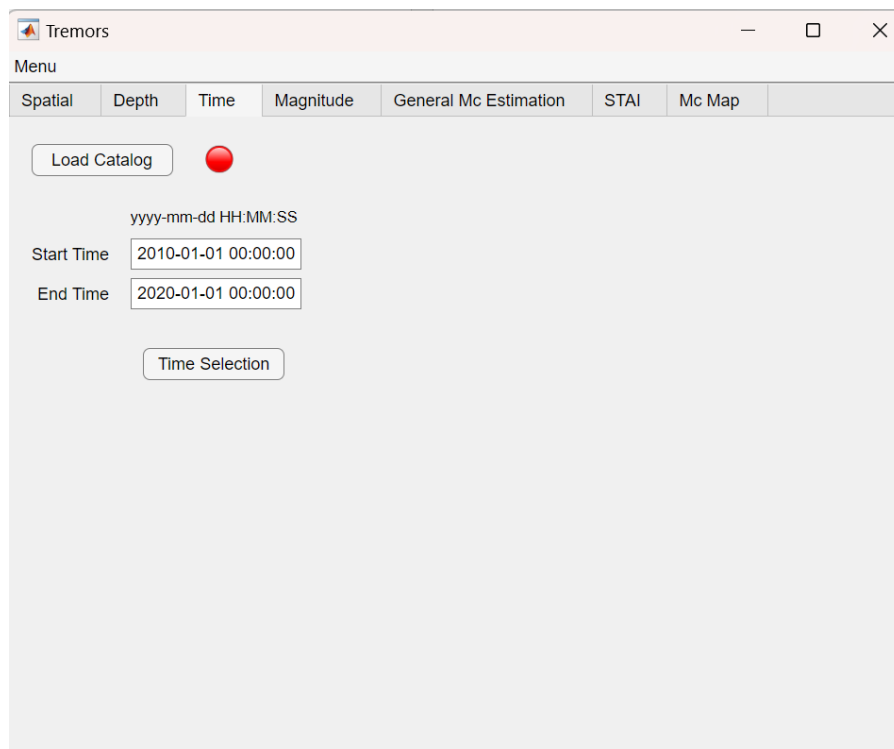 Tremors
Menu
Spatial Depth Time Magnitude General Mc Estimation STAI Mc Map
Load Catalog
yyyy-mm-dd HH:MM:SS
Start Time 2010-01-01 00:00:00
End Time 2020-01-01 00:00:00
Time Selection